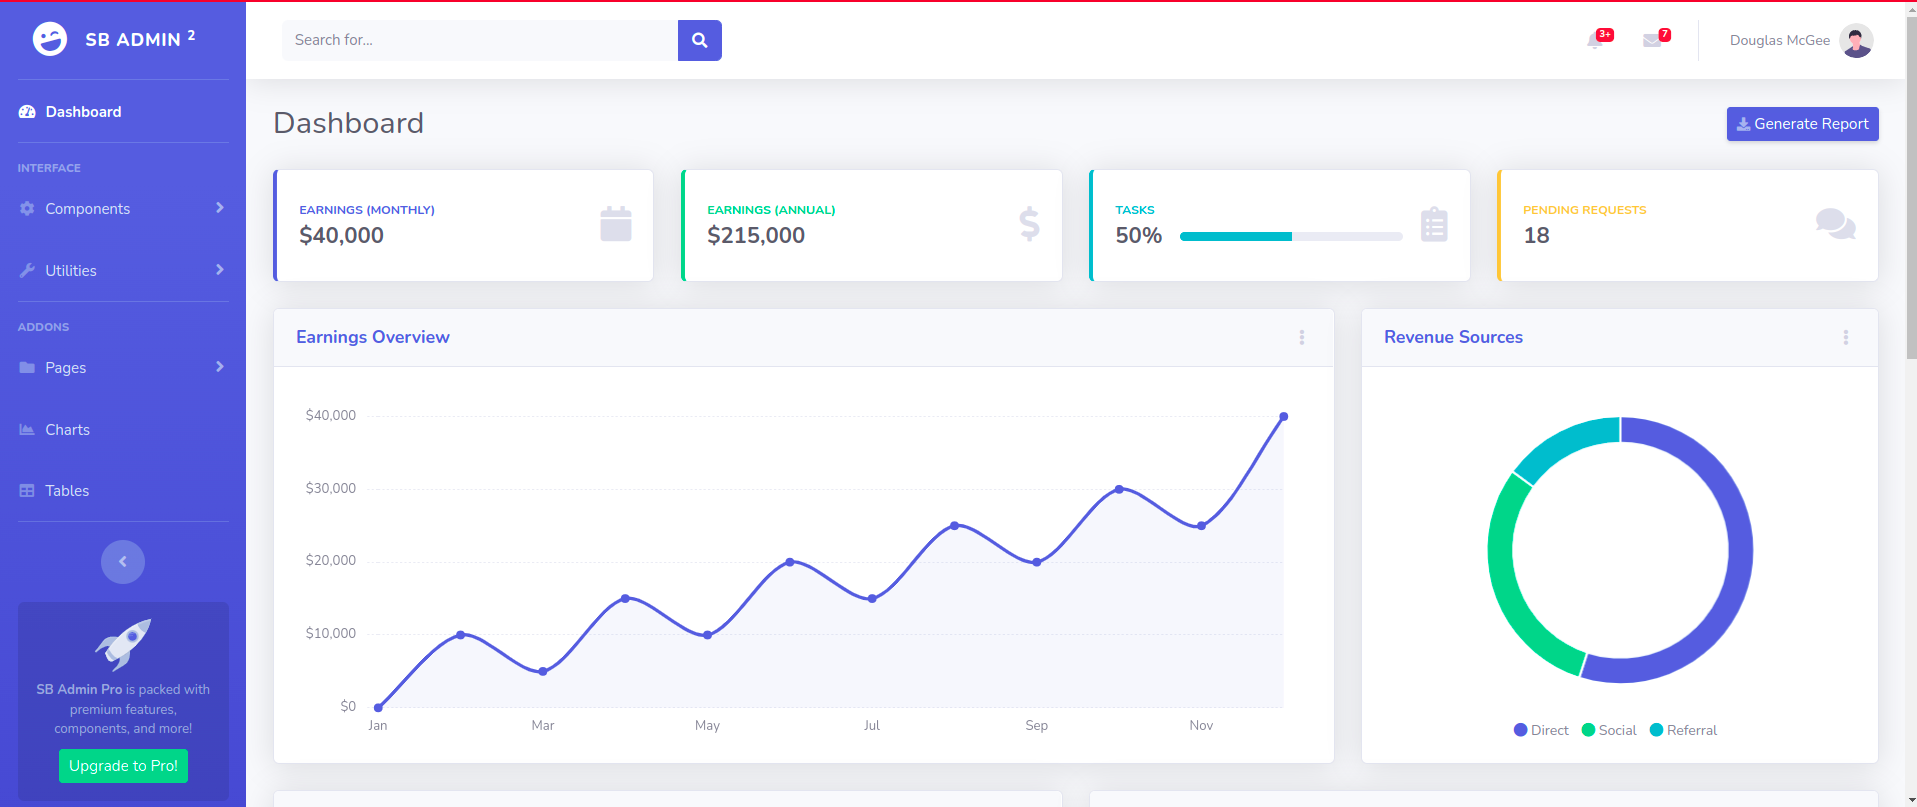 SB ADMIN 2
Dashboard
INTERFACE
Components
Utilities
ADDONS
Pages
Charts
Tables
SB Admin Pro is packed with
premium features,
components, and more!
Upgrade to Pro!
Search for...
3+
7
Douglas McGee
Dashboard
Generate Report
EARNINGS (MONTHLY)
$40,000
EARNINGS (ANNUAL)
$215,000
TASKS
50%
PENDING REQUESTS
18
Earnings Overview
$40,000
$30,000
$20,000
$10,000
$0
Jan Mar May Jul Sep Nov
Revenue Sources
Direct Social Referral